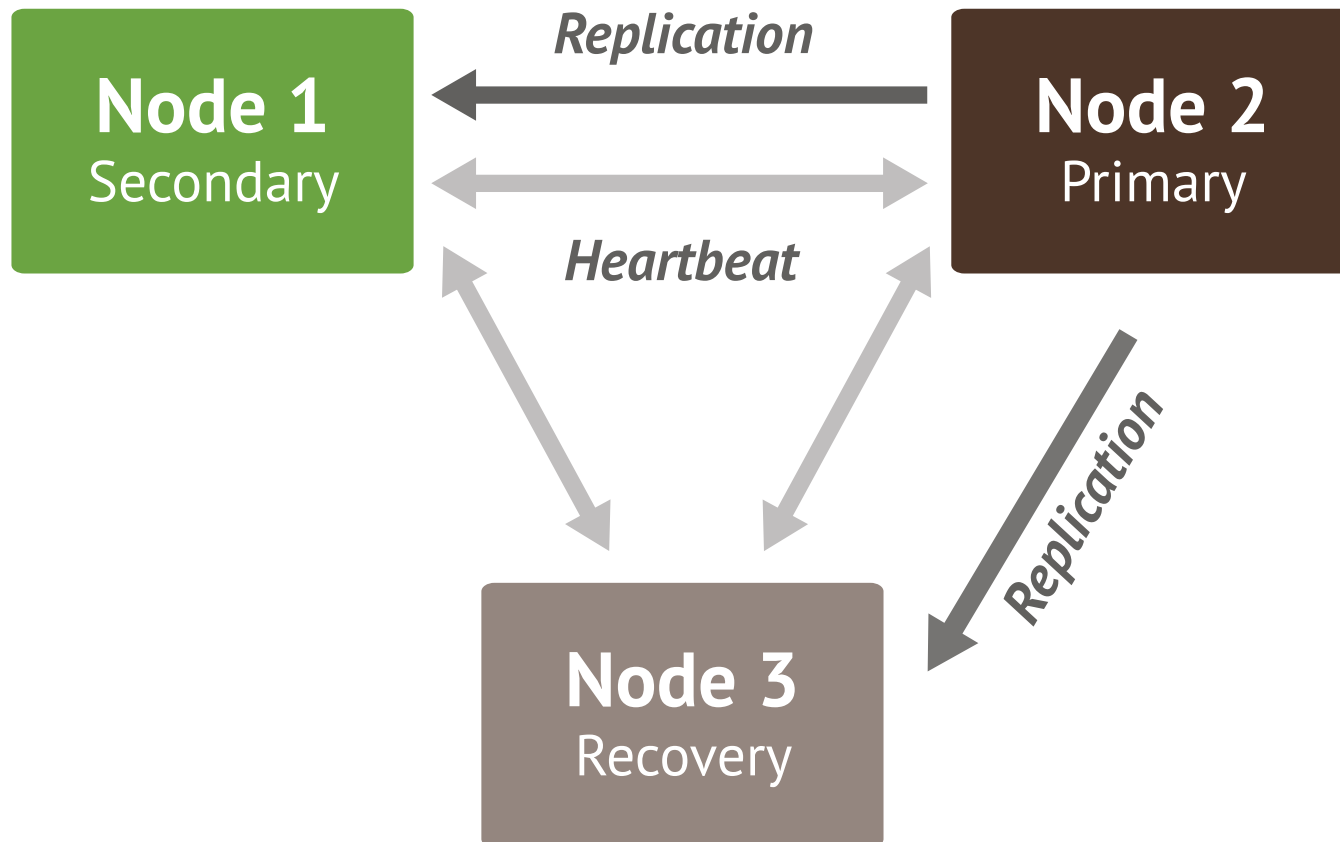 Replication
Node 1
Secondary
Node 2
Primary
Heartbeat
Replication
Node 3
Recovery